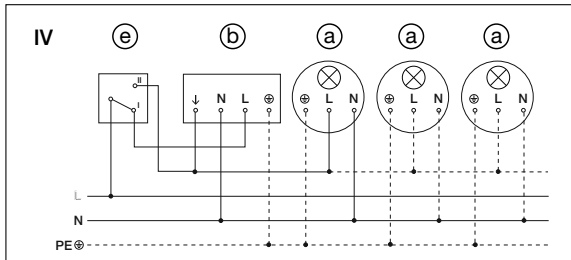 IV e b a a a
II
I
↓ N L ⏚ ⏚ L N ⏚ L N ⏚ L N
L
N
PE ⏚